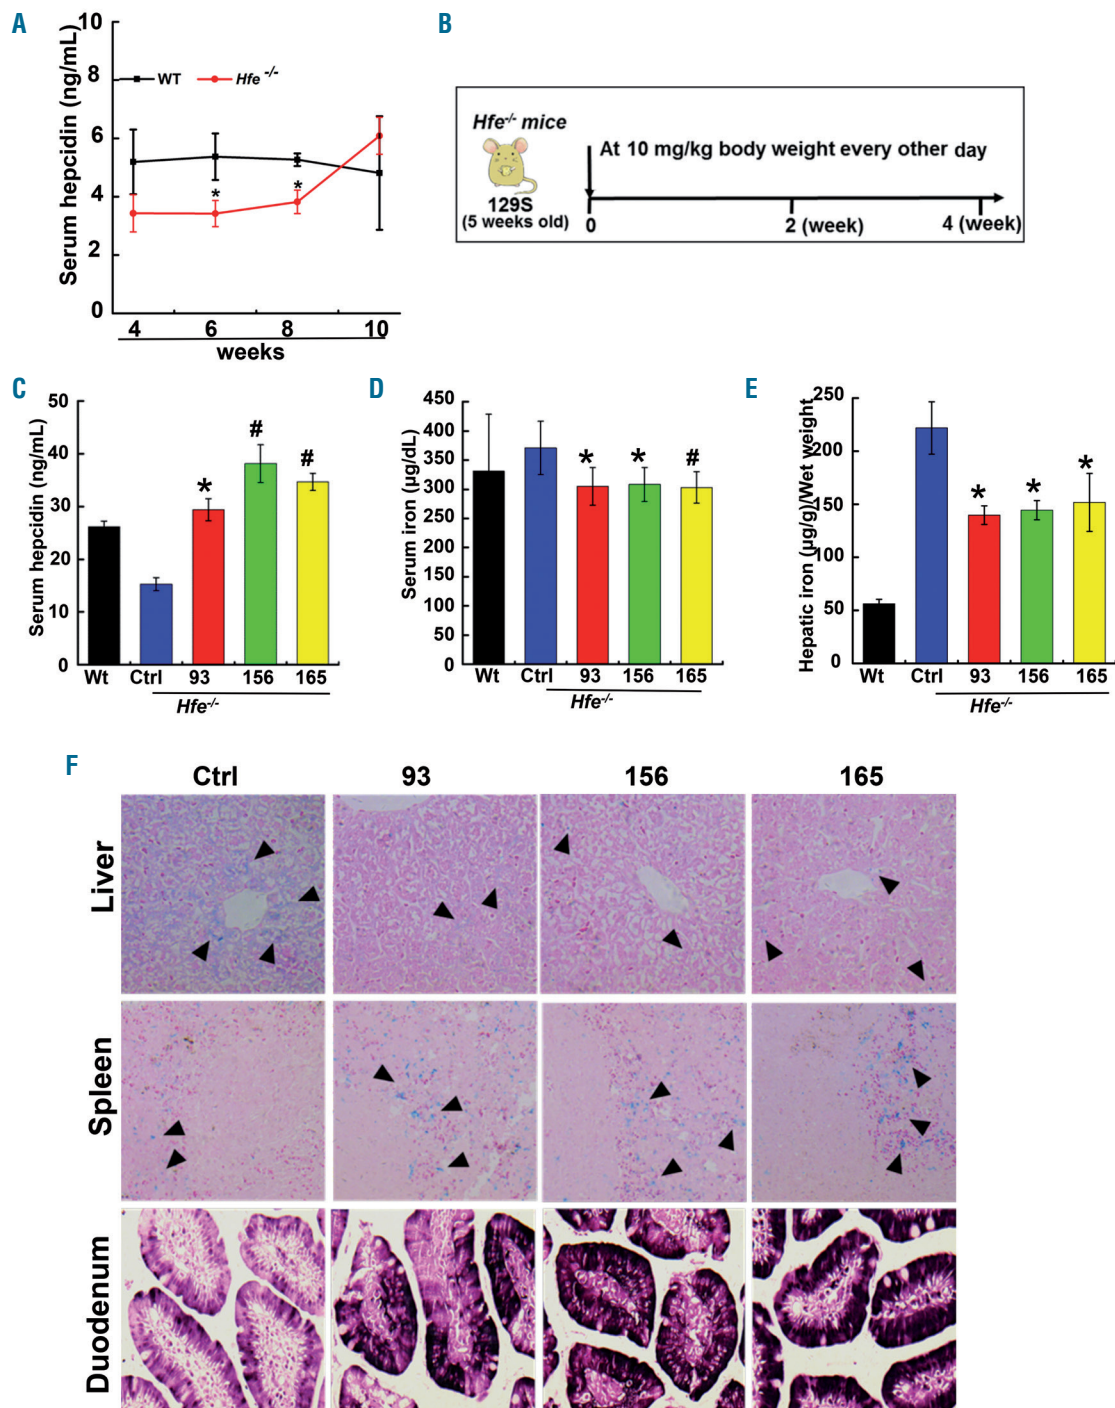 A
Serum hepcidin (ng/mL)
10
8
6
4
2
0
WT
Hfe -/-
*
*
4 6 8 10
weeks
B
Hfe-/- mice
129S
(5 weeks old)
At 10 mg/kg body weight every other day
0 2 (week) 4 (week)
C
Serum hepcidin (ng/mL)
50
40
30
20
10
0
* # #
Wt Ctrl 93 156 165
Hfe-/-
D
Serum iron (µg/dL)
450
400
350
300
250
200
150
100
50
0
* * #
Wt Ctrl 93 156 165
Hfe-/-
E
Hepatic iron (µg/g)/Wet weight
250
200
150
100
50
0
* * *
Wt Ctrl 93 156 165
Hfe-/-
F
Ctrl 93 156 165
Liver
Spleen
Duodenum